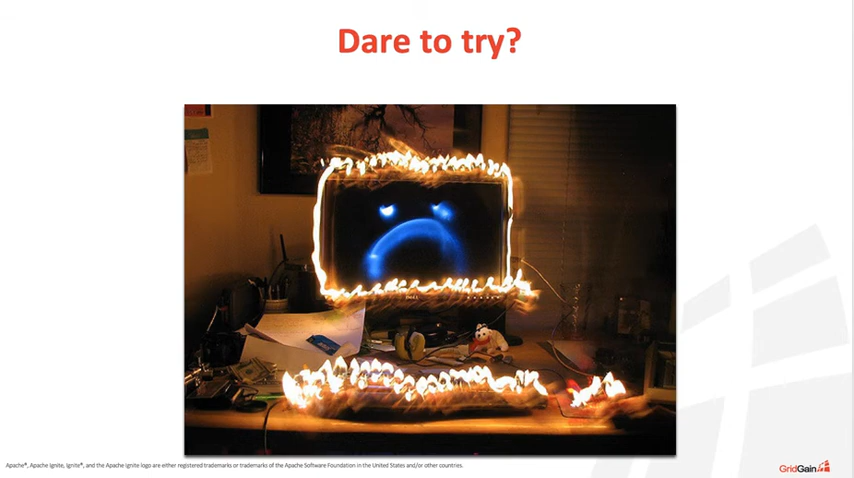 Dare to try?
DELL
Apache®, Apache Ignite, Ignite®, and the Apache Ignite logo are either registered trademarks or trademarks of the Apache Software Foundation in the United States and/or other countries.
GridGain